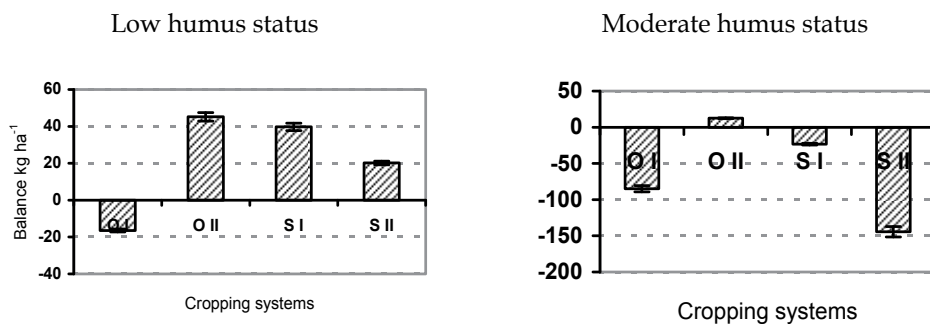 Low humus status
Moderate humus status
Balance kg ha⁻¹
60
40
20
0
-20
-40
O I
O II
S I
S II
Cropping systems
50
0
-50
-100
-150
-200
O I
O II
S I
S II
Cropping systems